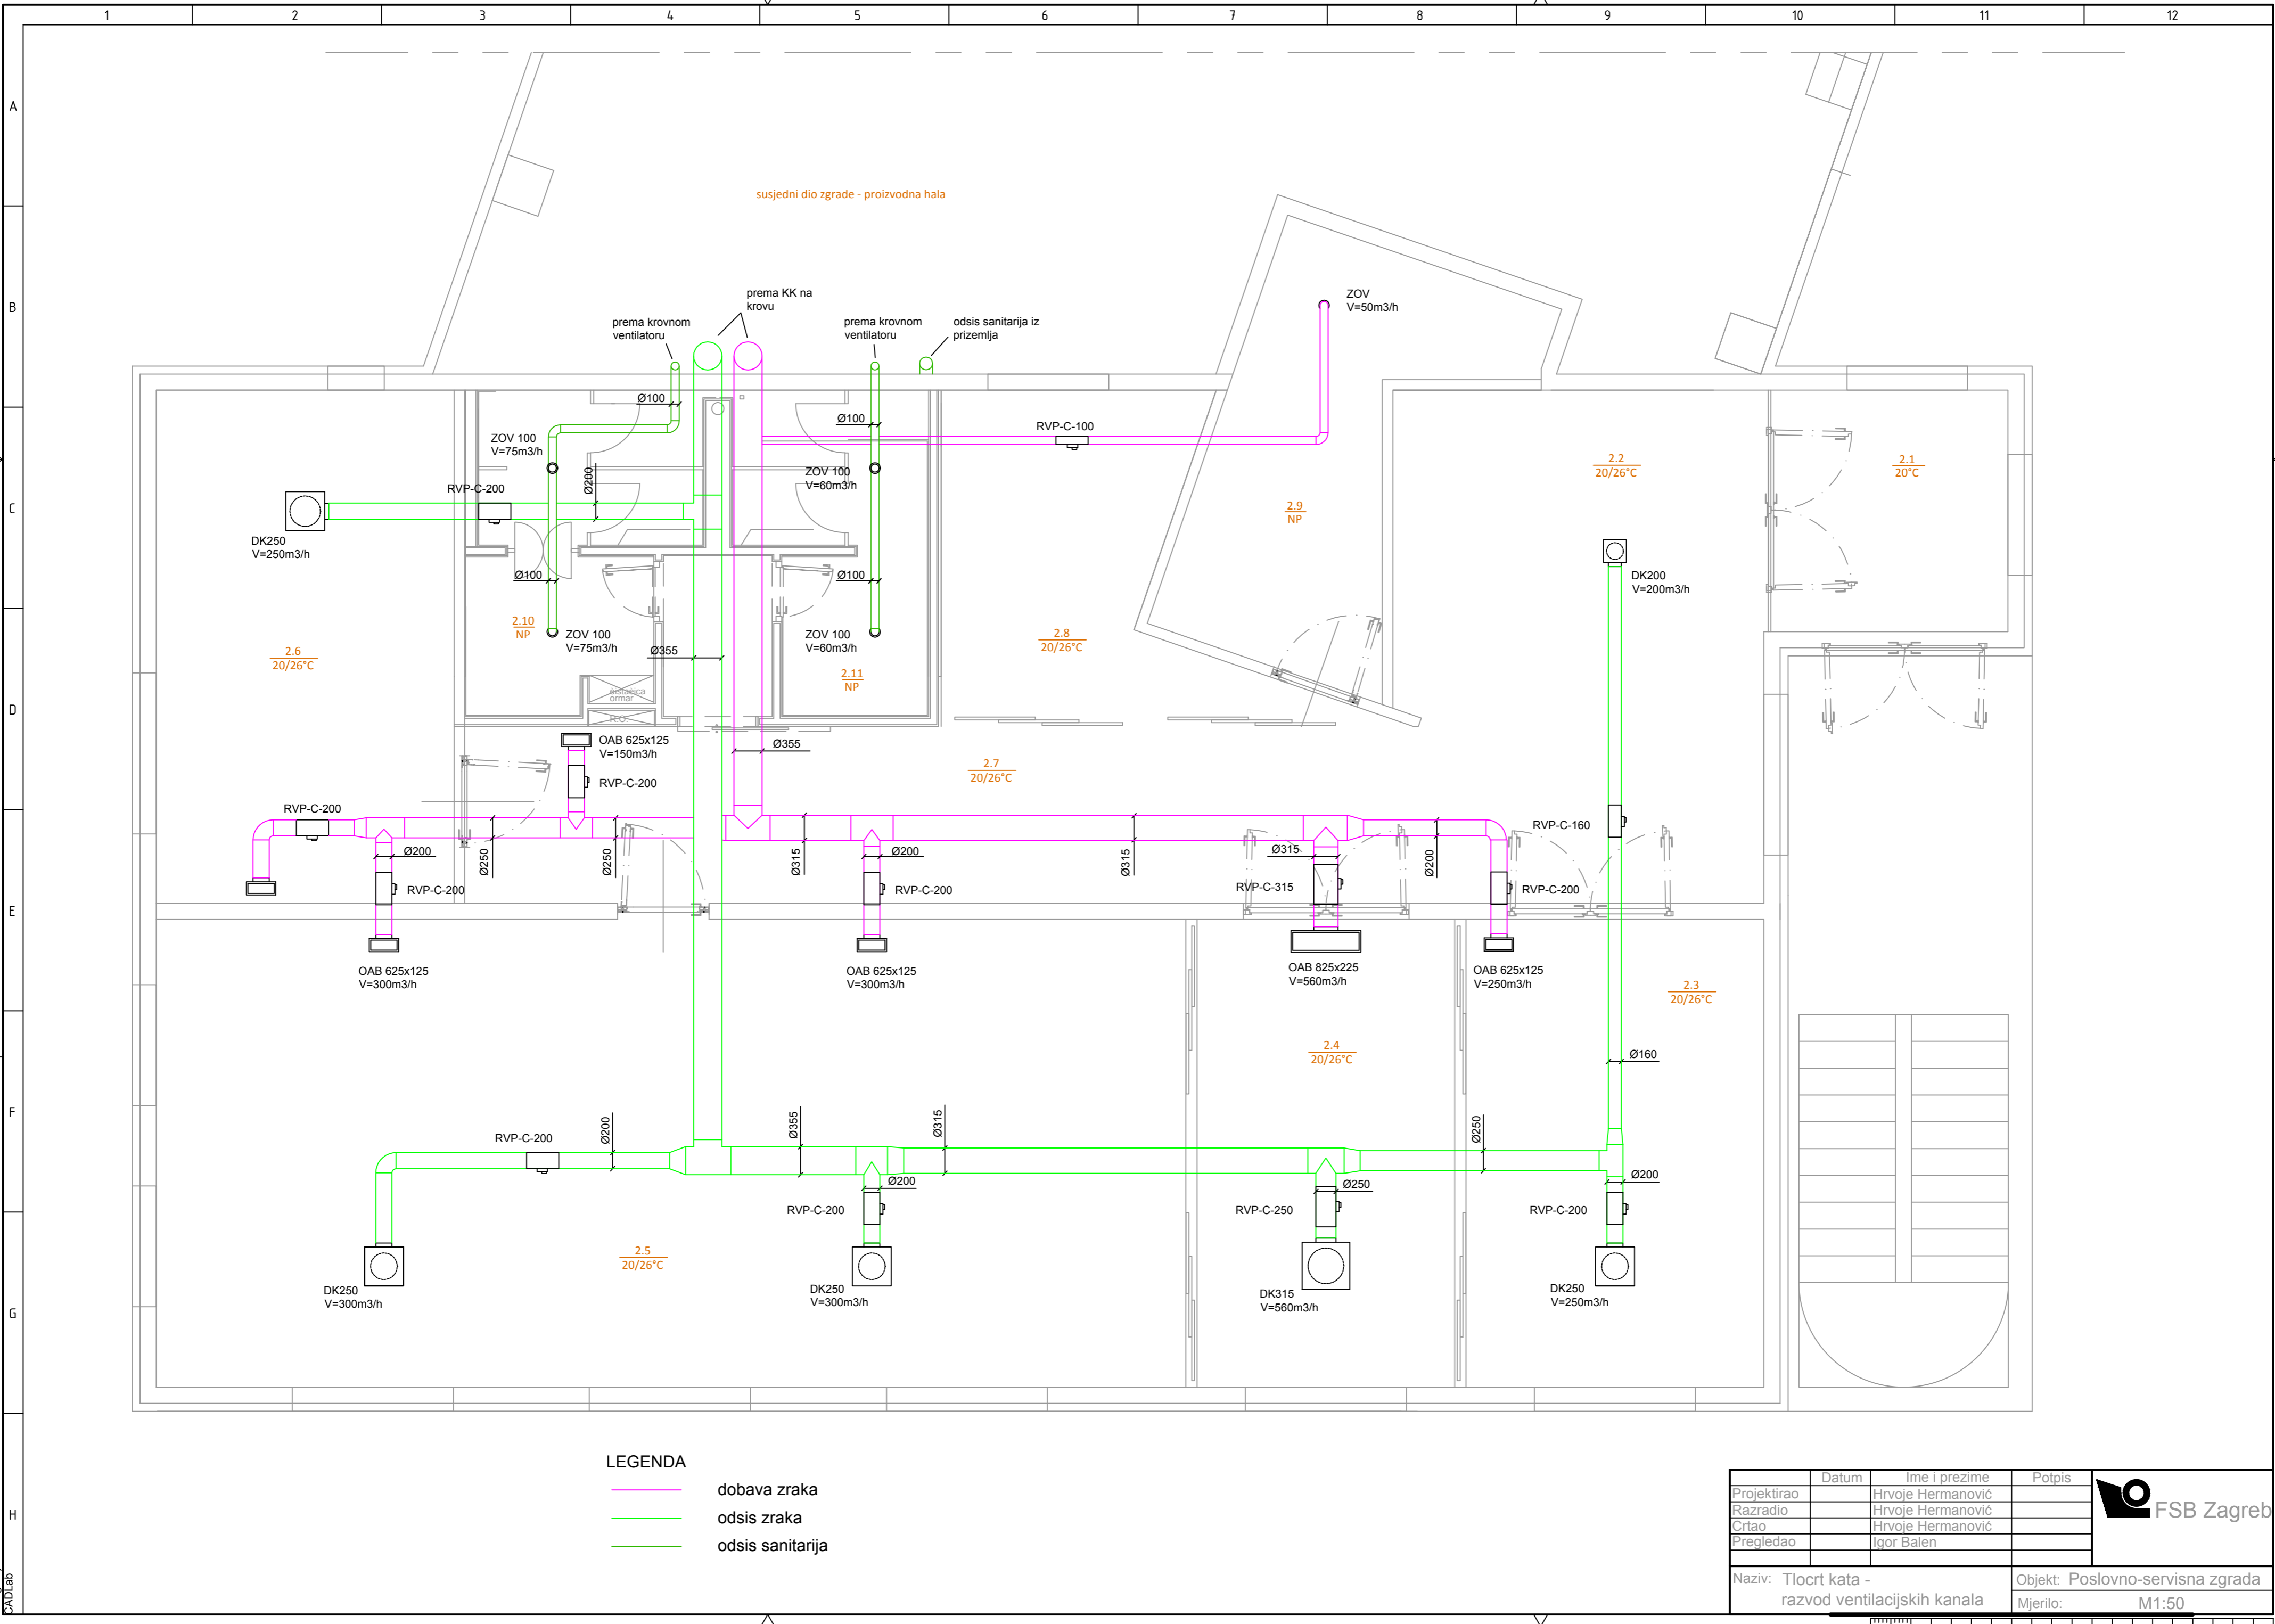 1 2 3 4 5 6 7 8 9 10 11 12
A
B
C
D
E
F
G
H
CADLab
susjedni dio zgrade - proizvodna hala
prema KK na
krovu
prema krovnom
ventilatoru
prema krovnom
ventilatoru
odsis sanitarija iz
prizemlja
ZOV
V=50m3/h
Ø100
Ø100
RVP-C-100
ZOV 100
V=75m3/h
ZOV 100
V=60m3/h
RVP-C-200
Ø200
2.2
20/26°C
2.1
20°C
2.9
NP
DK250
V=250m3/h
Ø100
Ø100
DK200
V=200m3/h
2.10
NP
ZOV 100
V=75m3/h
ZOV 100
V=60m3/h
2.8
20/26°C
2.6
20/26°C
Ø355
2.11
NP
ormar
R.O.
OAB 625x125
V=150m3/h
Ø355
2.7
20/26°C
RVP-C-200
RVP-C-200
RVP-C-160
Ø200
Ø250
Ø250
Ø315
Ø200
Ø315
Ø315
Ø200
RVP-C-200
RVP-C-200
RVP-C-315
RVP-C-200
OAB 625x125
V=300m3/h
OAB 625x125
V=300m3/h
OAB 825x225
V=560m3/h
OAB 625x125
V=250m3/h
2.3
20/26°C
2.4
20/26°C
Ø160
RVP-C-200
Ø200
Ø355
Ø315
Ø250
Ø200
Ø250
Ø200
RVP-C-200
RVP-C-250
RVP-C-200
2.5
20/26°C
DK250
V=300m3/h
DK250
V=300m3/h
DK315
V=560m3/h
DK250
V=250m3/h
LEGENDA
dobava zraka
odsis zraka
odsis sanitarija
Datum Ime i prezime Potpis
Projektirao Hrvoje Hermanović
Razradio Hrvoje Hermanović
Crtao Hrvoje Hermanović
Pregledao Igor Balen
FSB Zagreb
Naziv: Tlocrt kata -
razvod ventilacijskih kanala
Objekt: Poslovno-servisna zgrada
Mjerilo: M1:50